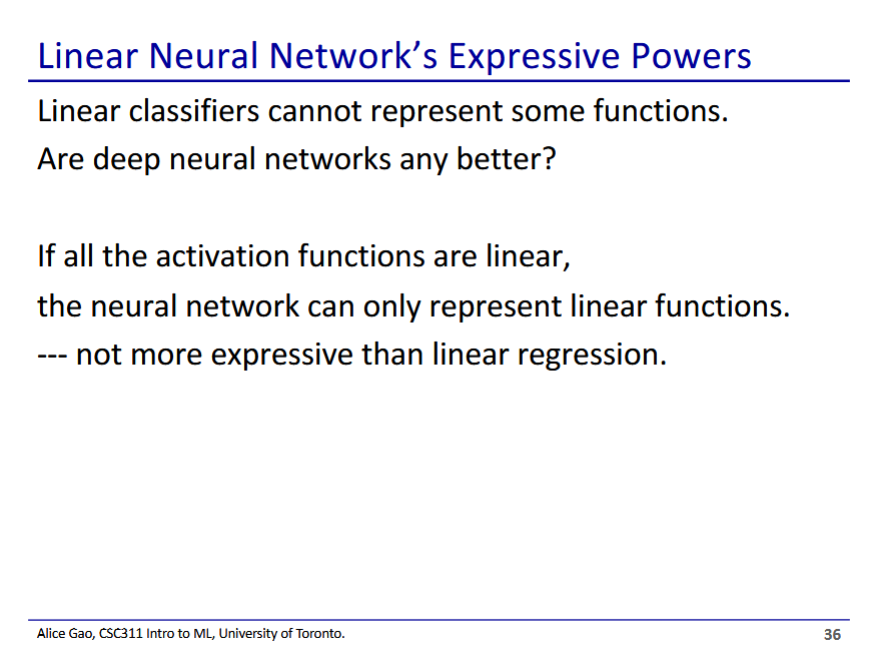 Linear Neural Network’s Expressive Powers
Linear classifiers cannot represent some functions.
Are deep neural networks any better?
If all the activation functions are linear,
the neural network can only represent linear functions.
--- not more expressive than linear regression.
Alice Gao, CSC311 Intro to ML, University of Toronto.
36